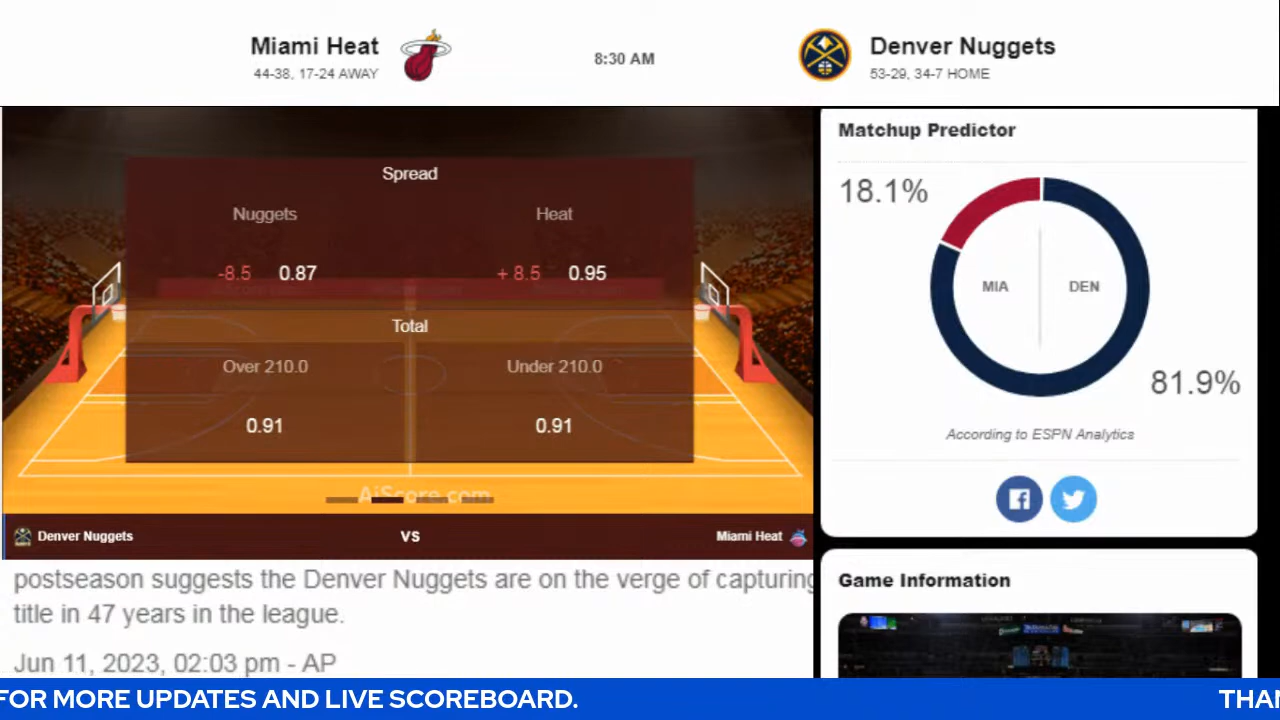 Miami Heat
44-38, 17-24 AWAY
8:30 AM
Denver Nuggets
53-29, 34-7 HOME
Spread
Nuggets
Heat
-8.5 0.87
+ 8.5 0.95
Total
Over 210.0
Under 210.0
0.91
0.91
AiScore.com
Denver Nuggets
VS
Miami Heat
postseason suggests the Denver Nuggets are on the verge of capturing
title in 47 years in the league.
Jun 11, 2023, 02:03 pm - AP
Matchup Predictor
18.1%
MIA
DEN
81.9%
According to ESPN Analytics
Game Information
FOR MORE UPDATES AND LIVE SCOREBOARD.
THAN